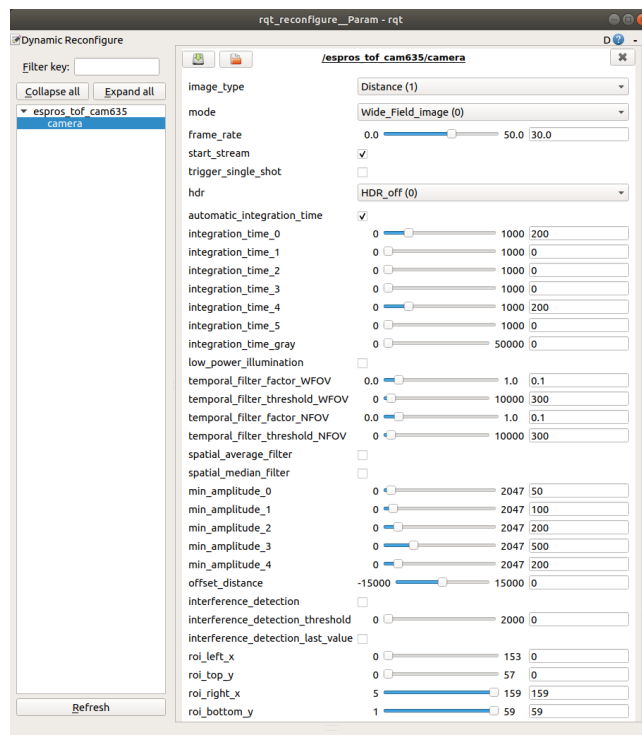 rqt_reconfigure__Param - rqt
Dynamic Reconfigure D ? -
Filter key:
Collapse all Expand all
espros_tof_cam635
camera
Refresh
/espros_tof_cam635/camera
image_type Distance (1)
mode Wide_Field_image (0)
frame_rate 0.0 50.0 30.0
start_stream
trigger_single_shot
hdr HDR_off (0)
automatic_integration_time
integration_time_0 0 1000 200
integration_time_1 0 1000 0
integration_time_2 0 1000 0
integration_time_3 0 1000 0
integration_time_4 0 1000 200
integration_time_5 0 1000 0
integration_time_gray 0 50000 0
low_power_illumination
temporal_filter_factor_WFOV 0.0 1.0 0.1
temporal_filter_threshold_WFOV 0 10000 300
temporal_filter_factor_NFOV 0.0 1.0 0.1
temporal_filter_threshold_NFOV 0 10000 300
spatial_average_filter
spatial_median_filter
min_amplitude_0 0 2047 50
min_amplitude_1 0 2047 100
min_amplitude_2 0 2047 200
min_amplitude_3 0 2047 500
min_amplitude_4 0 2047 200
offset_distance -15000 15000 0
interference_detection
interference_detection_threshold 0 2000 0
interference_detection_last_value
roi_left_x 0 153 0
roi_top_y 0 57 0
roi_right_x 5 159 159
roi_bottom_y 1 59 59